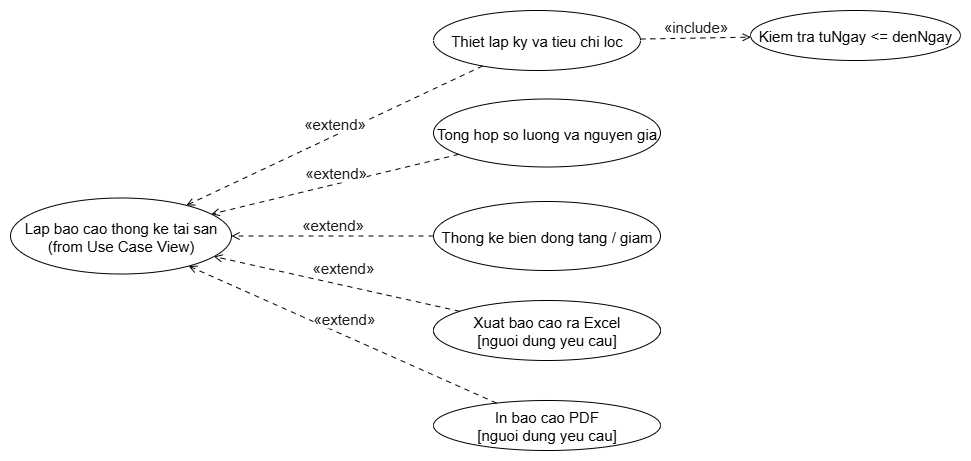 Thiet lap ky va tieu chi loc
«include»
Kiem tra tuNgay <= denNgay
«extend»
Tong hop so luong va nguyen gia
«extend»
Lap bao cao thong ke tai san
(from Use Case View)
«extend»
Thong ke bien dong tang / giam
«extend»
Xuat bao cao ra Excel
[nguoi dung yeu cau]
«extend»
In bao cao PDF
[nguoi dung yeu cau]